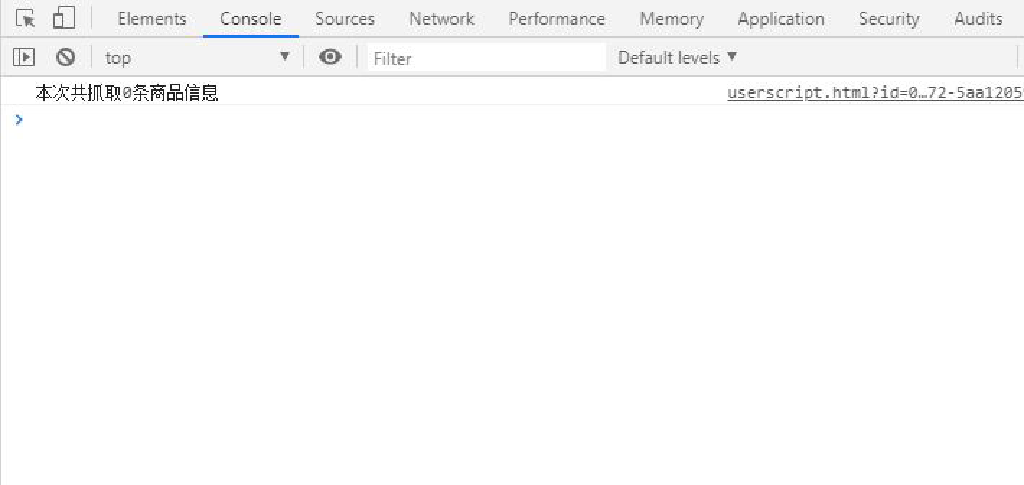 Elements Console Sources Network Performance Memory Application Security Audits
top ▼ Filter Default levels ▼
本次共抓取0条商品信息 userscript.html?id=0…72-5aa1205